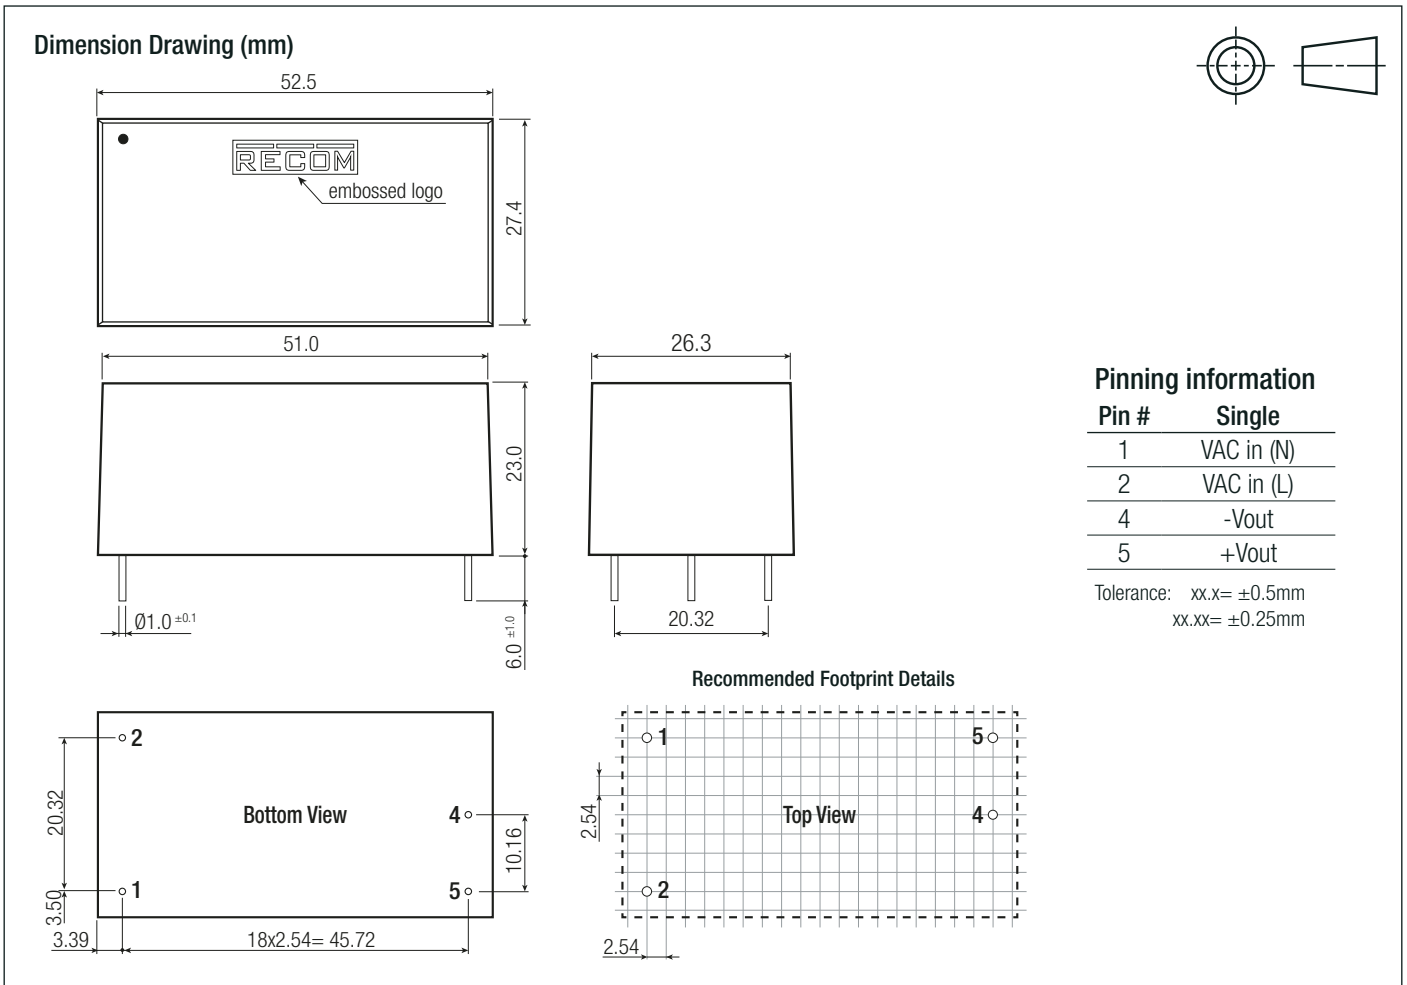 Dimension Drawing (mm)
52.5
RECOM
embossed logo
27.4
51.0
26.3
23.0
Ø1.0 ±0.1
6.0 ±1.0
20.32
Pinning information
Pin # Single
1 VAC in (N)
2 VAC in (L)
4 -Vout
5 +Vout
Tolerance: xx.x= ±0.5mm
xx.xx= ±0.25mm
2
20.32
Bottom View
4
10.16
1
5
3.50
3.39
18x2.54= 45.72
Recommended Footprint Details
1
5
2.54
Top View
4
2
2.54